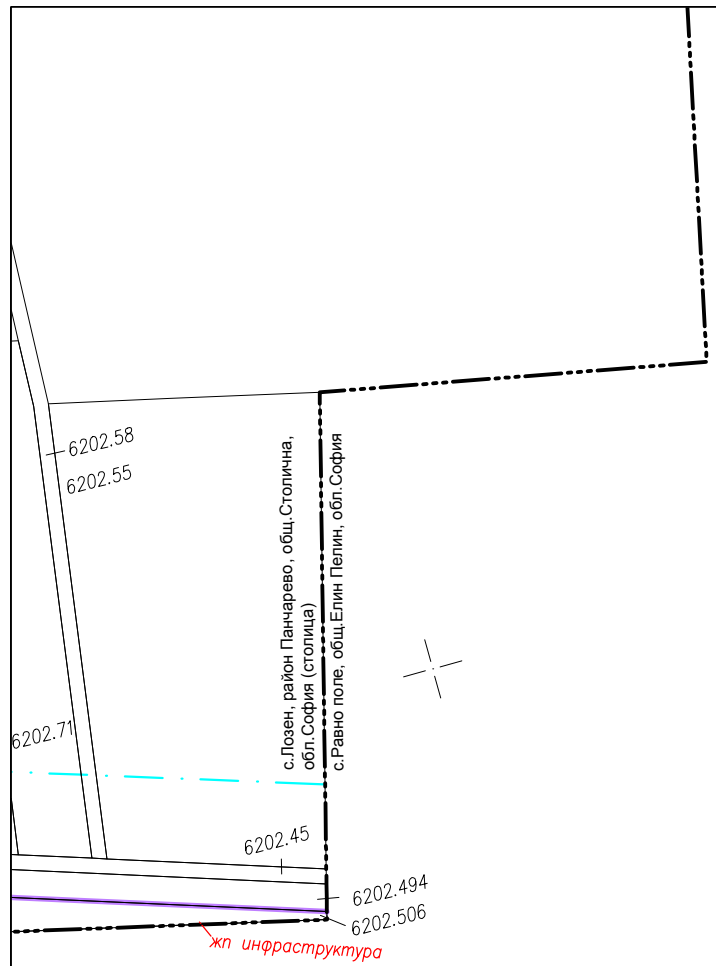 6202.58
6202.55
с.Лозен, район Панчарево, общ.Столична,
обл.София (столица)
с.Равно поле, общ.Елин Пелин, обл.София
6202.71
6202.45
6202.494
6202.506
жп инфраструктура